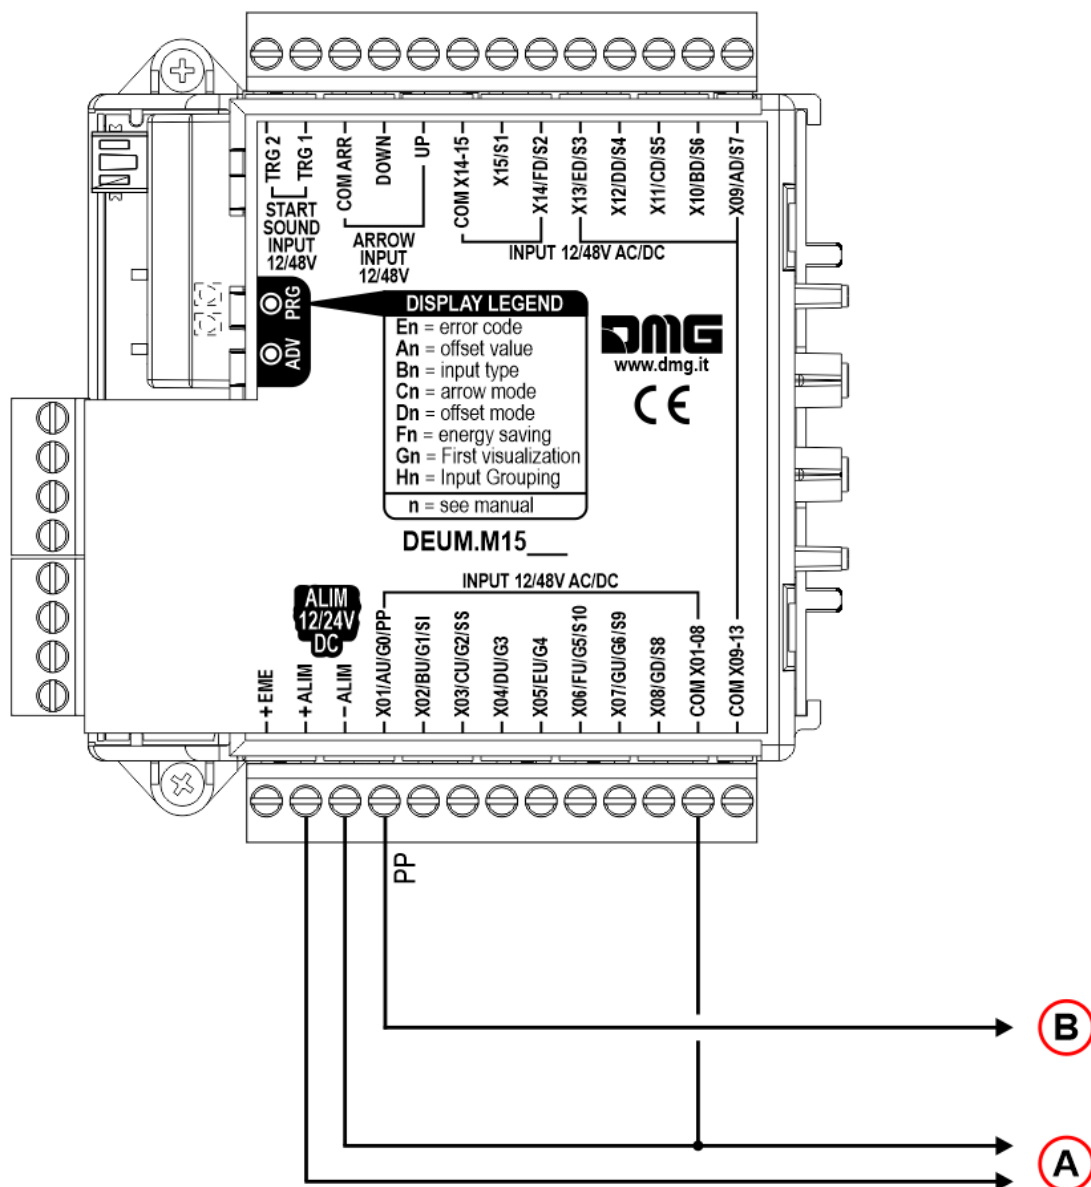 TRG 2
TRG 1
COM ARR
DOWN
UP
COM X14-15
X15/S1
X14/FD/S2
X13/ED/S3
X12/DD/S4
X11/CD/S5
X10/BD/S6
X09/AD/S7
START
SOUND
INPUT
12/48V
ARROW
INPUT
12/48V
INPUT 12/48V AC/DC
PRG
ADV
DISPLAY LEGEND
En = error code
An = offset value
Bn = input type
Cn = arrow mode
Dn = offset mode
Fn = energy saving
Gn = First visualization
Hn = Input Grouping
n = see manual
DMG
www.dmg.it
CE
DEUM.M15___
INPUT 12/48V AC/DC
ALIM
12/24V
DC
+ EME
+ ALIM
- ALIM
X01/AU/G0/PP
X02/BU/G1/SI
X03/CU/G2/SS
X04/DU/G3
X05/EU/G4
X06/FU/G5/S10
X07/GU/G6/S9
X08/GD/S8
COM X01-08
COM X09-13
PP
B
A